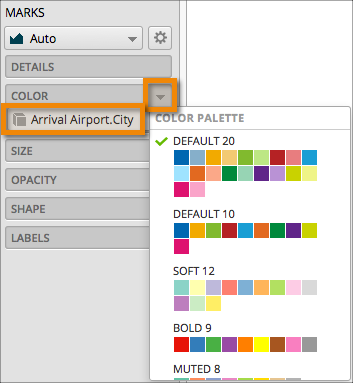 MARKS
Auto
DETAILS
COLOR
Arrival Airport.City
SIZE
OPACITY
SHAPE
LABELS
COLOR PALETTE
DEFAULT 20
DEFAULT 10
SOFT 12
BOLD 9
MUTED 8